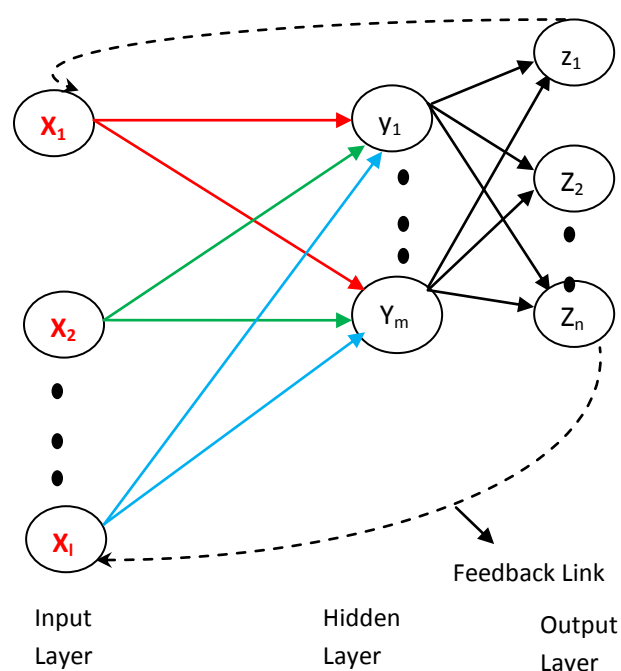 z1
X1
y1
Z2
X2
Ym
Zn
Xl
Feedback Link
Input
Layer
Hidden
Layer
Output
Layer